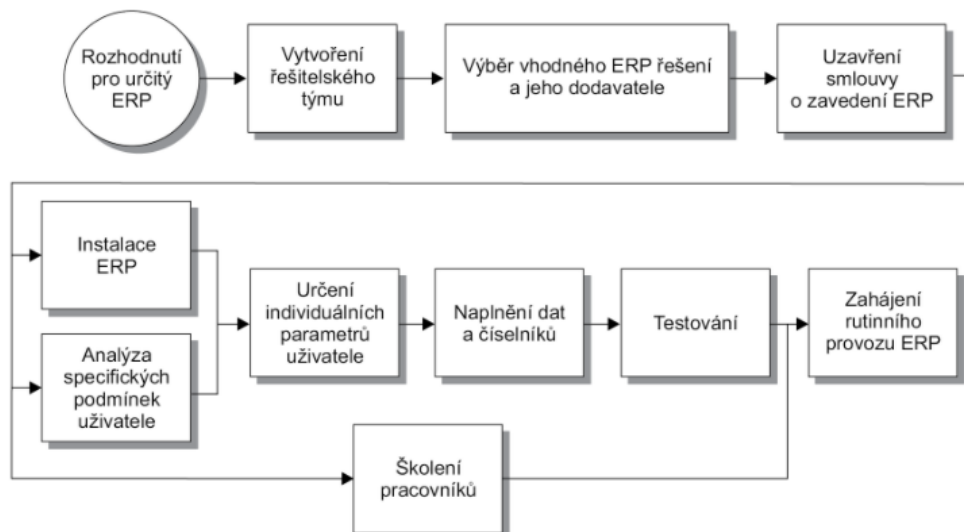 Rozhodnutí
pro určitý
ERP
Vytvoření
řešitelského
týmu
Výběr vhodného ERP řešení
a jeho dodavatele
Uzavření
smlouvy
o zavedení ERP
Instalace
ERP
Analýza
specifických
podmínek
uživatele
Určení
individuálních
parametrů
uživatele
Naplnění dat
a číselníků
Testování
Zahájení
rutinního
provozu ERP
Školení
pracovníků